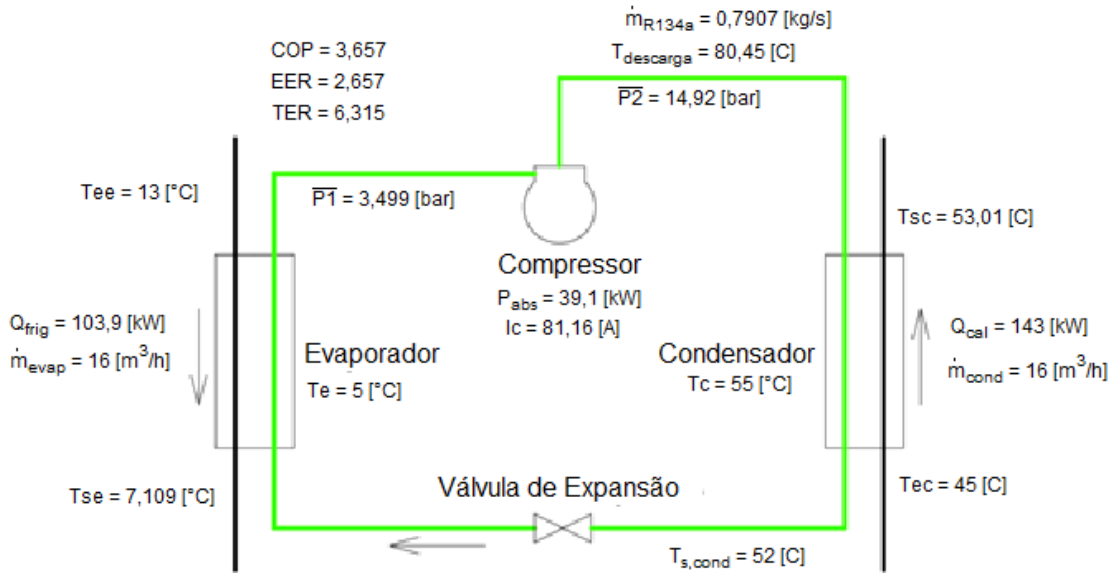 ṁR134a = 0,7907 [kg/s]
COP = 3,657
Tdescarga = 80,45 [C]
EER = 2,657
P2 = 14,92 [bar]
TER = 6,315
Tee = 13 [°C]
P1 = 3,499 [bar]
Tsc = 53,01 [C]
Compressor
Pabs = 39,1 [kW]
Ic = 81,16 [A]
Qfrig = 103,9 [kW]
ṁevap = 16 [m³/h]
Evaporador
Te = 5 [°C]
Condensador
Tc = 55 [°C]
Qcal = 143 [kW]
ṁcond = 16 [m³/h]
Tse = 7,109 [°C]
Válvula de Expansão
Tec = 45 [C]
Ts,cond = 52 [C]